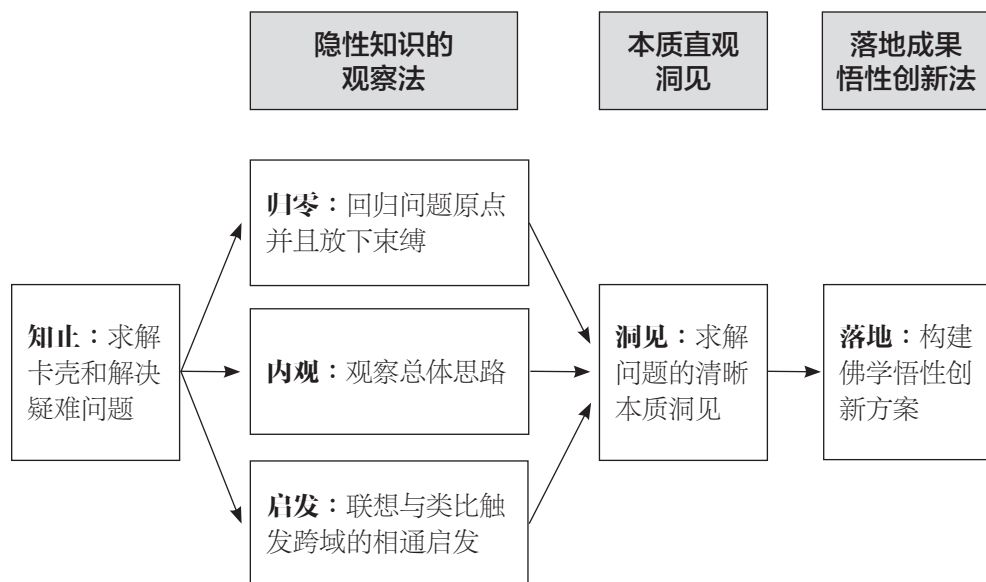 隐性知识的
观察法
本质直观
洞见
落地成果
悟性创新法
归零：回归问题原点
并且放下束缚
知止：求解
卡壳和解决
疑难问题
内观：观察总体思路
洞见：求解
问题的清晰
本质洞见
落地：构建
佛学悟性创
新方案
启发：联想与类比触
发跨域的相通启发